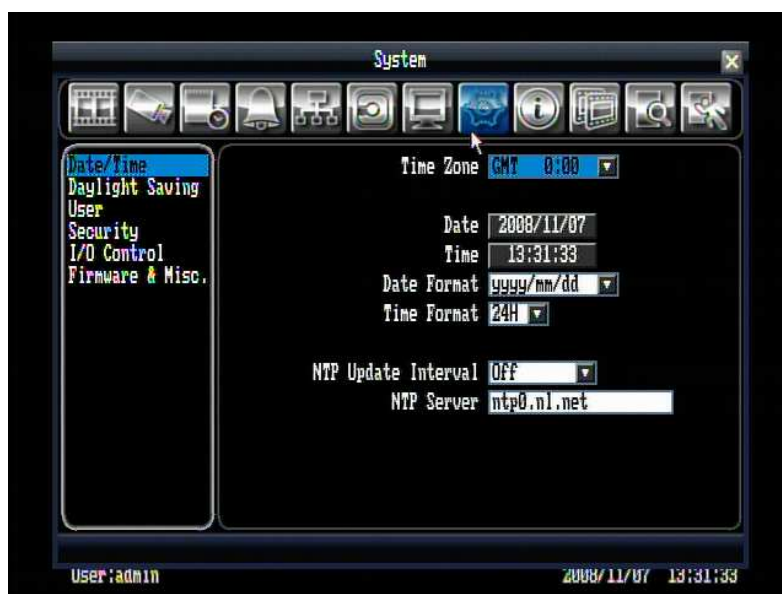 System
Date/Time
Daylight Saving
User
Security
I/O Control
Firmware & Misc.
Time Zone GMT 0:00
Date 2008/11/07
Time 13:31:33
Date Format yyyy/mm/dd
Time Format 24H
NTP Update Interval Off
NTP Server ntp0.nl.net
User:admin
2008/11/07 13:31:33